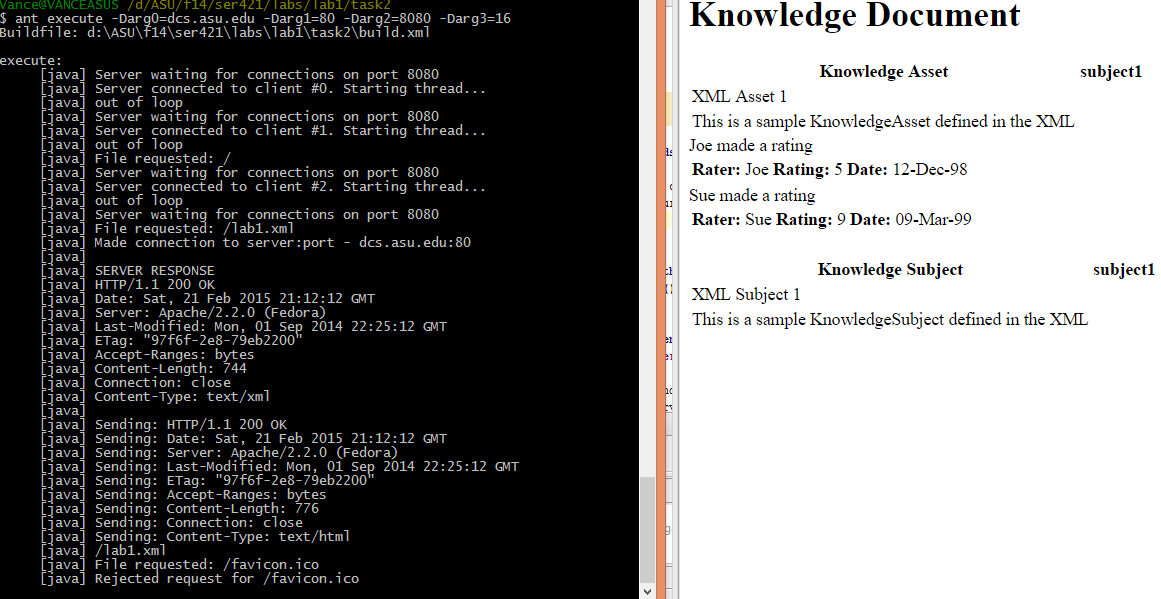 Vance@VANCEASUS /d/ASU/f14/ser421/labs/lab1/task2
$ ant execute -Darg0=dcs.asu.edu -Darg1=80 -Darg2=8080 -Darg3=16
Buildfile: d:\ASU\f14\ser421\labs\lab1\task2\build.xml
execute:
[java] Server waiting for connections on port 8080
[java] Server connected to client #0. Starting thread...
[java] out of loop
[java] Server waiting for connections on port 8080
[java] Server connected to client #1. Starting thread...
[java] out of loop
[java] File requested: /
[java] Server waiting for connections on port 8080
[java] Server connected to client #2. Starting thread...
[java] out of loop
[java] Server waiting for connections on port 8080
[java] File requested: /lab1.xml
[java] Made connection to server:port - dcs.asu.edu:80
[java]
[java] SERVER RESPONSE
[java] HTTP/1.1 200 OK
[java] Date: Sat, 21 Feb 2015 21:12:12 GMT
[java] Server: Apache/2.2.0 (Fedora)
[java] Last-Modified: Mon, 01 Sep 2014 22:25:12 GMT
[java] ETag: "97f6f-2e8-79eb2200"
[java] Accept-Ranges: bytes
[java] Content-Length: 744
[java] Connection: close
[java] Content-Type: text/xml
[java]
[java] Sending: HTTP/1.1 200 OK
[java] Sending: Date: Sat, 21 Feb 2015 21:12:12 GMT
[java] Sending: Server: Apache/2.2.0 (Fedora)
[java] Sending: Last-Modified: Mon, 01 Sep 2014 22:25:12 GMT
[java] Sending: ETag: "97f6f-2e8-79eb2200"
[java] Sending: Accept-Ranges: bytes
[java] Sending: Content-Length: 776
[java] Sending: Connection: close
[java] Sending: Content-Type: text/html
[java] /lab1.xml
[java] File requested: /favicon.ico
[java] Rejected request for /favicon.ico
Knowledge Document
Knowledge Asset subject1
XML Asset 1
This is a sample KnowledgeAsset defined in the XML
Joe made a rating
Rater: Joe Rating: 5 Date: 12-Dec-98
Sue made a rating
Rater: Sue Rating: 9 Date: 09-Mar-99
Knowledge Subject subject1
XML Subject 1
This is a sample KnowledgeSubject defined in the XML